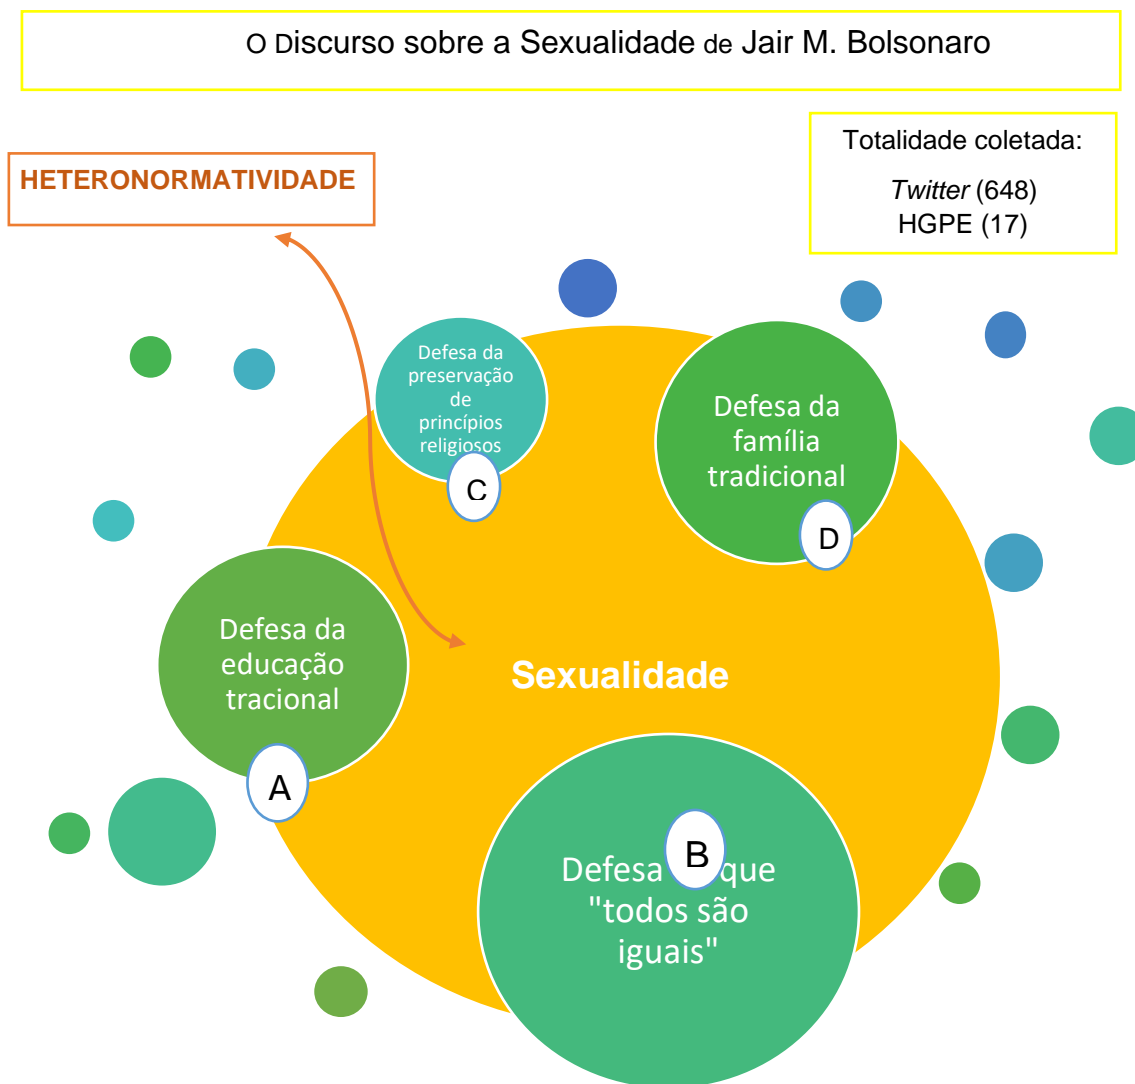 O Discurso sobre a Sexualidade de Jair M. Bolsonaro
Totalidade coletada:
Twitter (648)
HGPE (17)
HETERONORMATIVIDADE
Defesa da
preservação
de
princípios
religiosos
C
Defesa da
família
tradicional
D
Defesa da
educação
tracional
A
Sexualidade
B
Defesa que
"todos são
iguais"